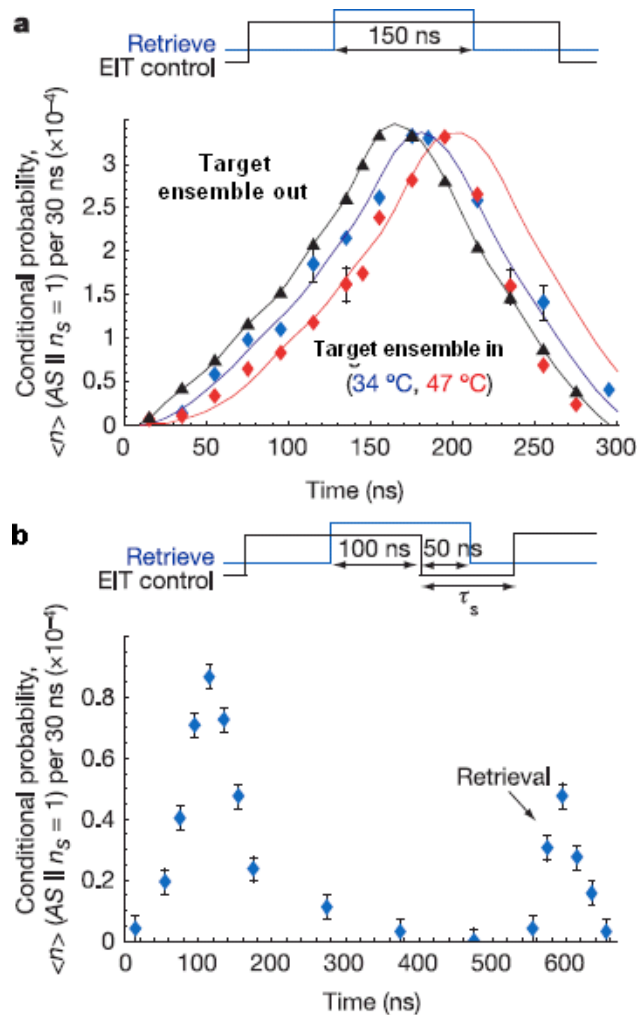 a
Retrieve
EIT control
150 ns
Conditional probability,
<n> (AS || nS = 1) per 30 ns (×10⁻⁴)
3
2.5
2
1.5
1
0.5
0
Target
ensemble out
Target ensemble in
(34 ºC, 47 ºC)
0 50 100 150 200 250 300
Time (ns)
b
Retrieve
EIT control
100 ns 50 ns
τs
Conditional probability,
<n> (AS || nS = 1) per 30 ns (×10⁻⁴)
0.8
0.6
0.4
0.2
0
Retrieval
0 100 200 300 400 500 600
Time (ns)